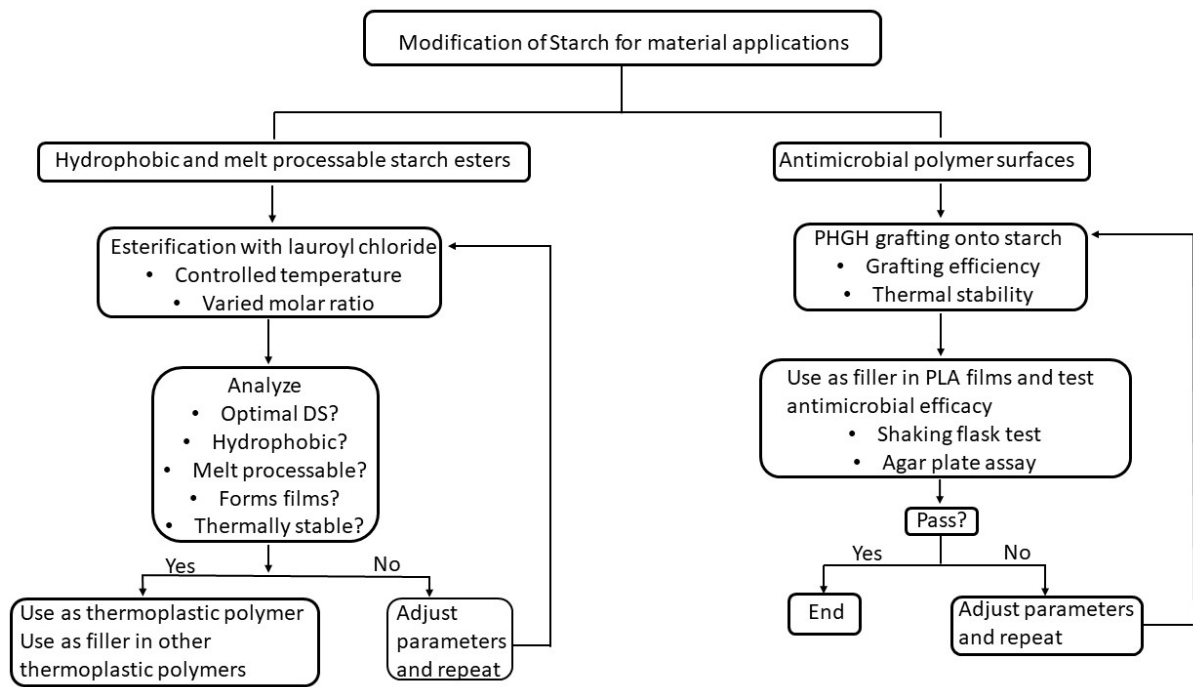 Modification of Starch for material applications
Hydrophobic and melt processable starch esters
Esterification with lauroyl chloride
• Controlled temperature
• Varied molar ratio
Analyze
• Optimal DS?
• Hydrophobic?
• Melt processable?
• Forms films?
• Thermally stable?
Yes
No
Use as thermoplastic polymer
Use as filler in other
thermoplastic polymers
Adjust
parameters
and repeat
Antimicrobial polymer surfaces
PHGH grafting onto starch
• Grafting efficiency
• Thermal stability
Use as filler in PLA films and test
antimicrobial efficacy
• Shaking flask test
• Agar plate assay
Pass?
Yes
No
End
Adjust parameters
and repeat